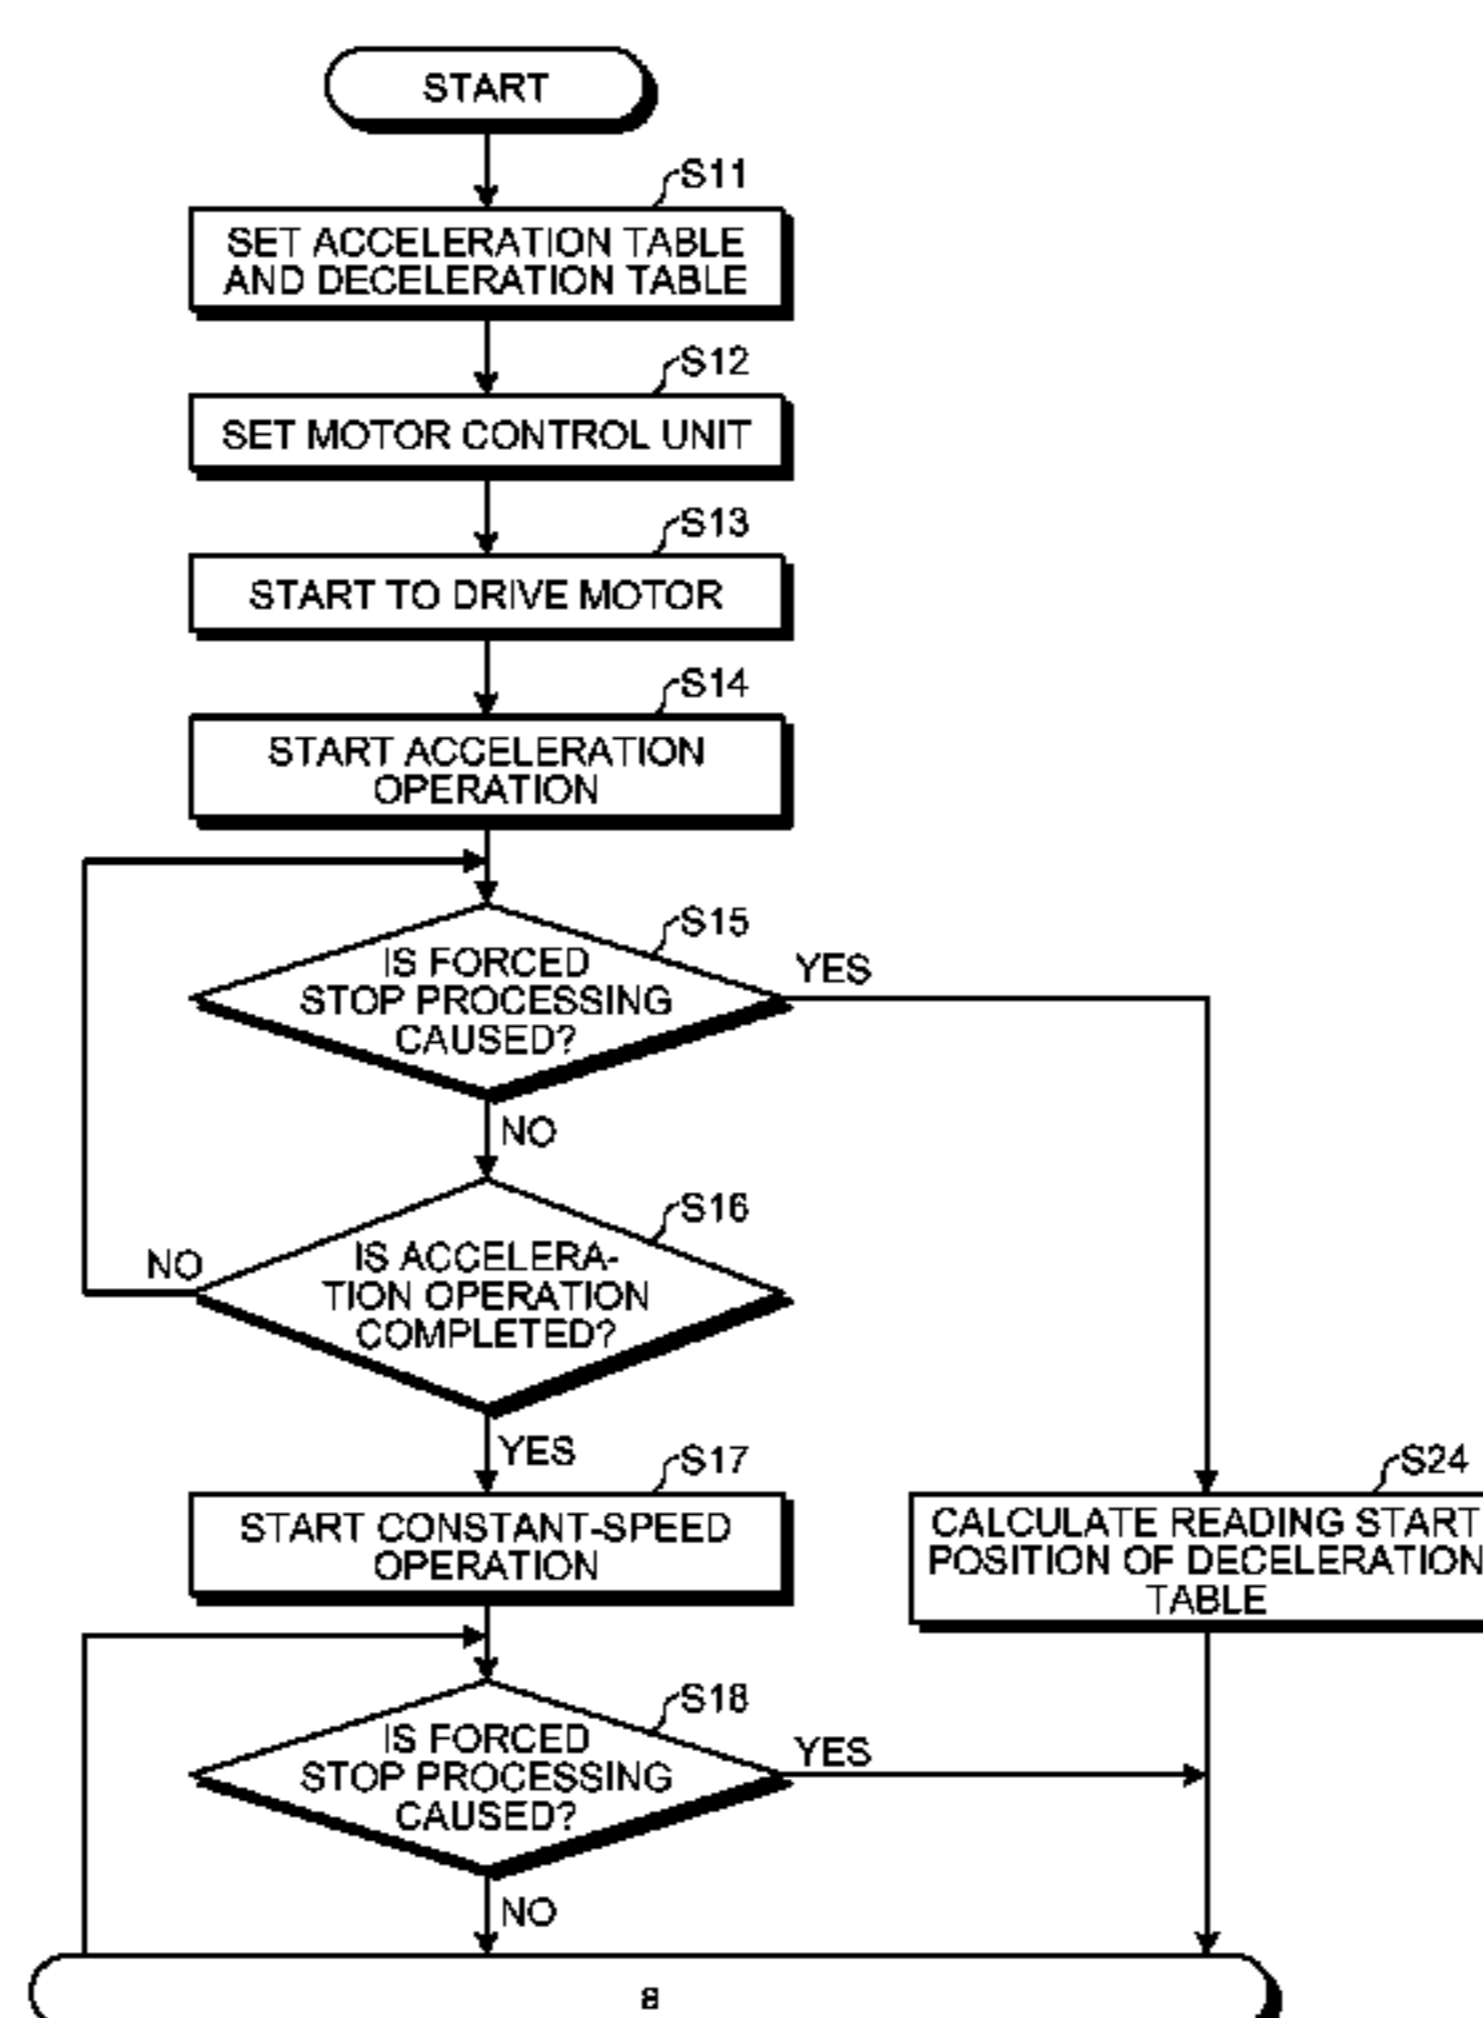 START
S11
SET ACCELERATION TABLE
AND DECELERATION TABLE
S12
SET MOTOR CONTROL UNIT
S13
START TO DRIVE MOTOR
S14
START ACCELERATION
OPERATION
S15
IS FORCED
STOP PROCESSING
CAUSED?
YES
NO
S16
IS ACCELERA-
TION OPERATION
COMPLETED?
NO
YES
S17
START CONSTANT-SPEED
OPERATION
S24
CALCULATE READING START
POSITION OF DECELERATION
TABLE
S18
IS FORCED
STOP PROCESSING
CAUSED?
YES
NO
a